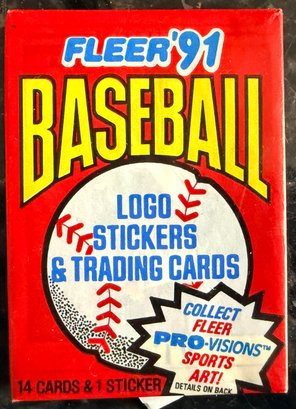 FLEER '91
BASEBALL
LOGO
STICKERS
& TRADING CARDS
COLLECT
FLEER
PRO-VISIONS™
SPORTS
ART!
DETAILS ON BACK
14 CARDS & 1 STICKER